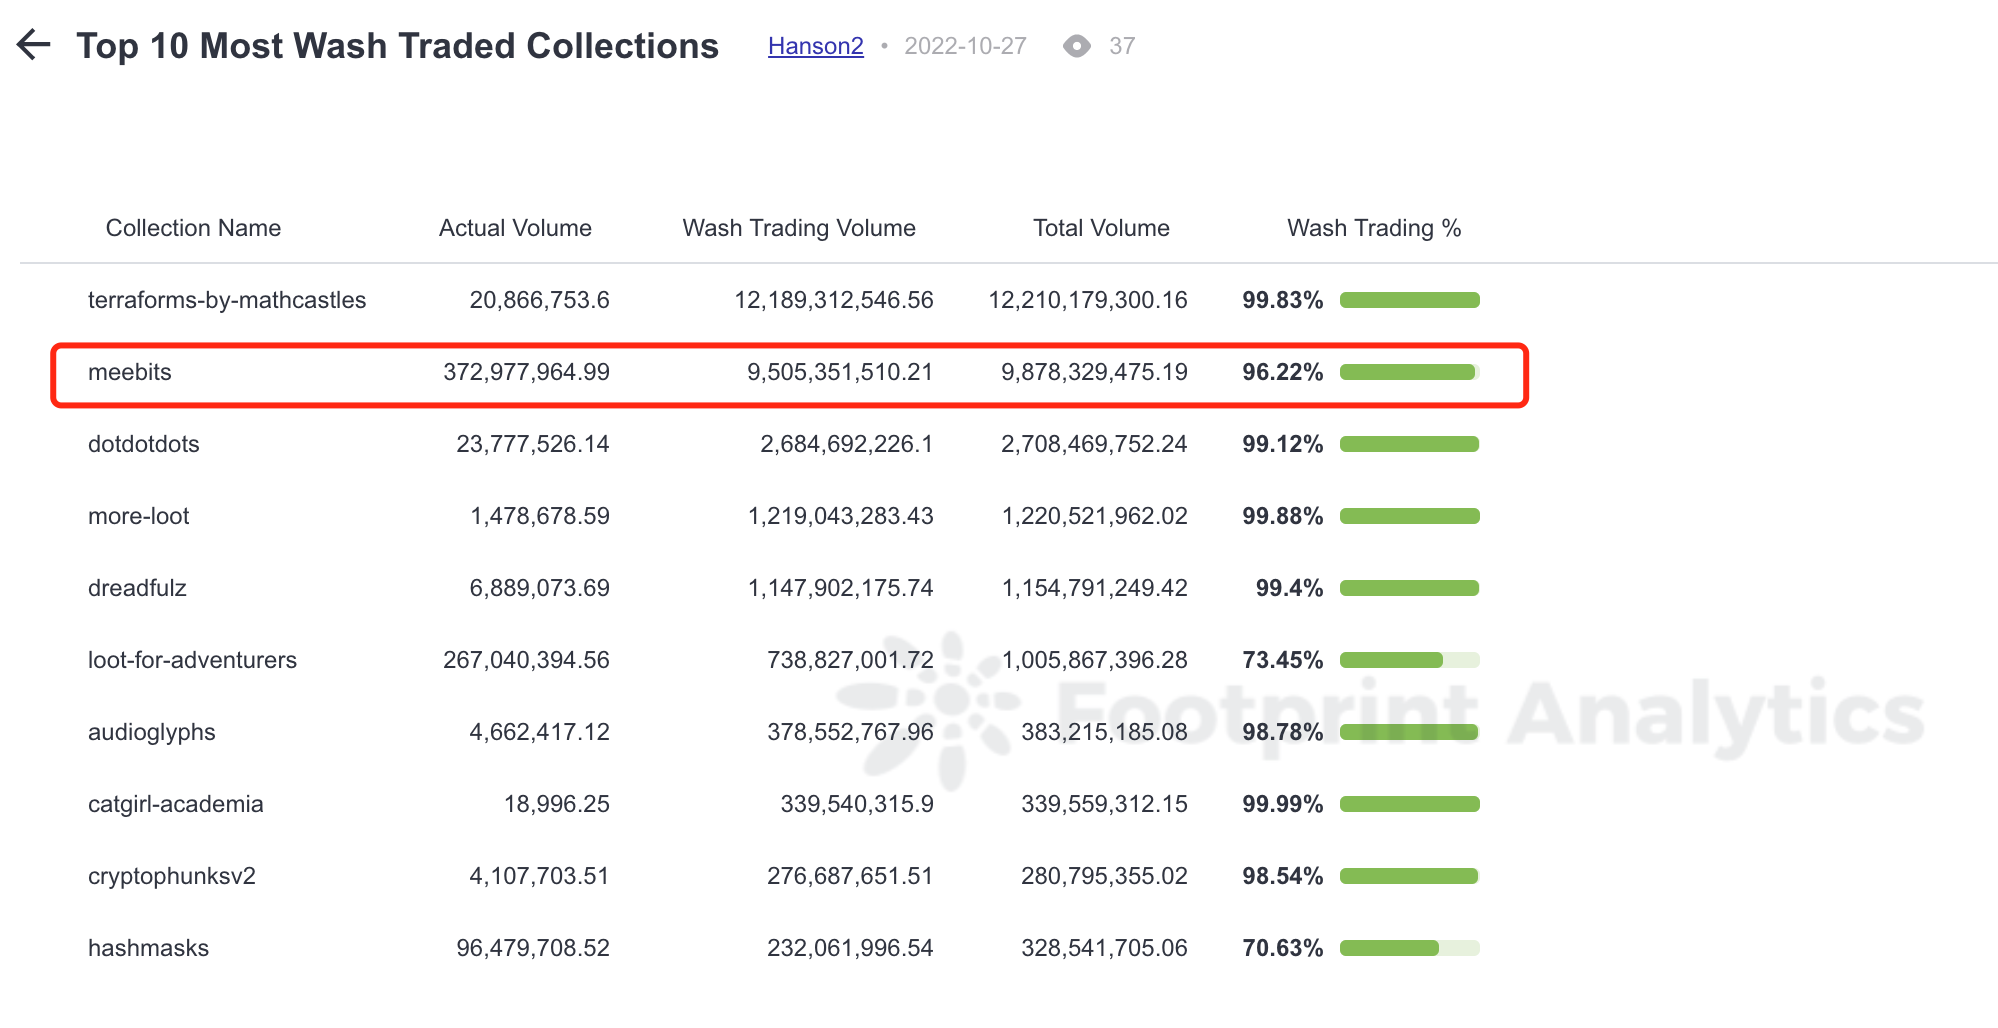 Top 10 Most Wash Traded Collections Hanson2 • 2022-10-27 37
Collection Name Actual Volume Wash Trading Volume Total Volume Wash Trading %
terraforms-by-mathcastles 20,866,753.6 12,189,312,546.56 12,210,179,300.16 99.83%
meebits 372,977,964.99 9,505,351,510.21 9,878,329,475.19 96.22%
dotdotdots 23,777,526.14 2,684,692,226.1 2,708,469,752.24 99.12%
more-loot 1,478,678.59 1,219,043,283.43 1,220,521,962.02 99.88%
dreadfulz 6,889,073.69 1,147,902,175.74 1,154,791,249.42 99.4%
loot-for-adventurers 267,040,394.56 738,827,001.72 1,005,867,396.28 73.45%
Footprint Analytics
audioglyphs 4,662,417.12 378,552,767.96 383,215,185.08 98.78%
catgirl-academia 18,996.25 339,540,315.9 339,559,312.15 99.99%
cryptophunksv2 4,107,703.51 276,687,651.51 280,795,355.02 98.54%
hashmasks 96,479,708.52 232,061,996.54 328,541,705.06 70.63%